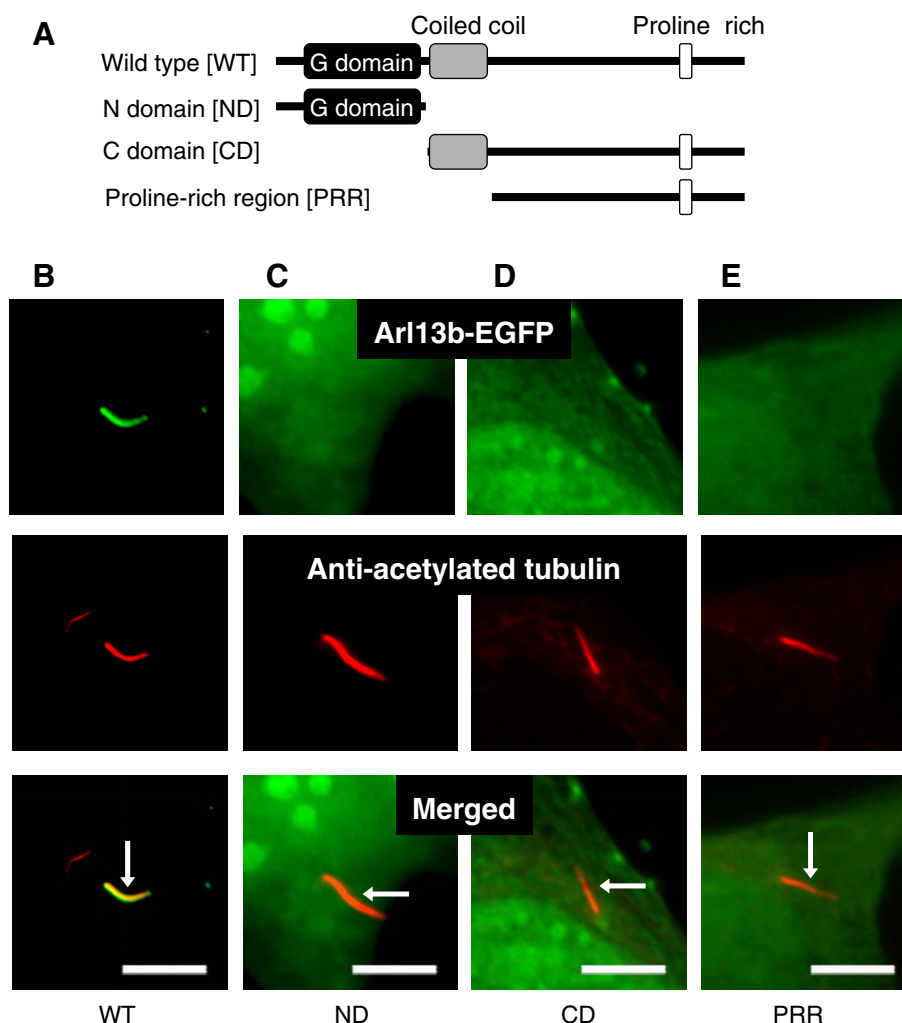 A
Coiled coil
Proline rich
Wild type [WT]
G domain
N domain [ND]
G domain
C domain [CD]
Proline-rich region [PRR]
B
C
D
E
Arl13b-EGFP
Anti-acetylated tubulin
Merged
WT
ND
CD
PRR